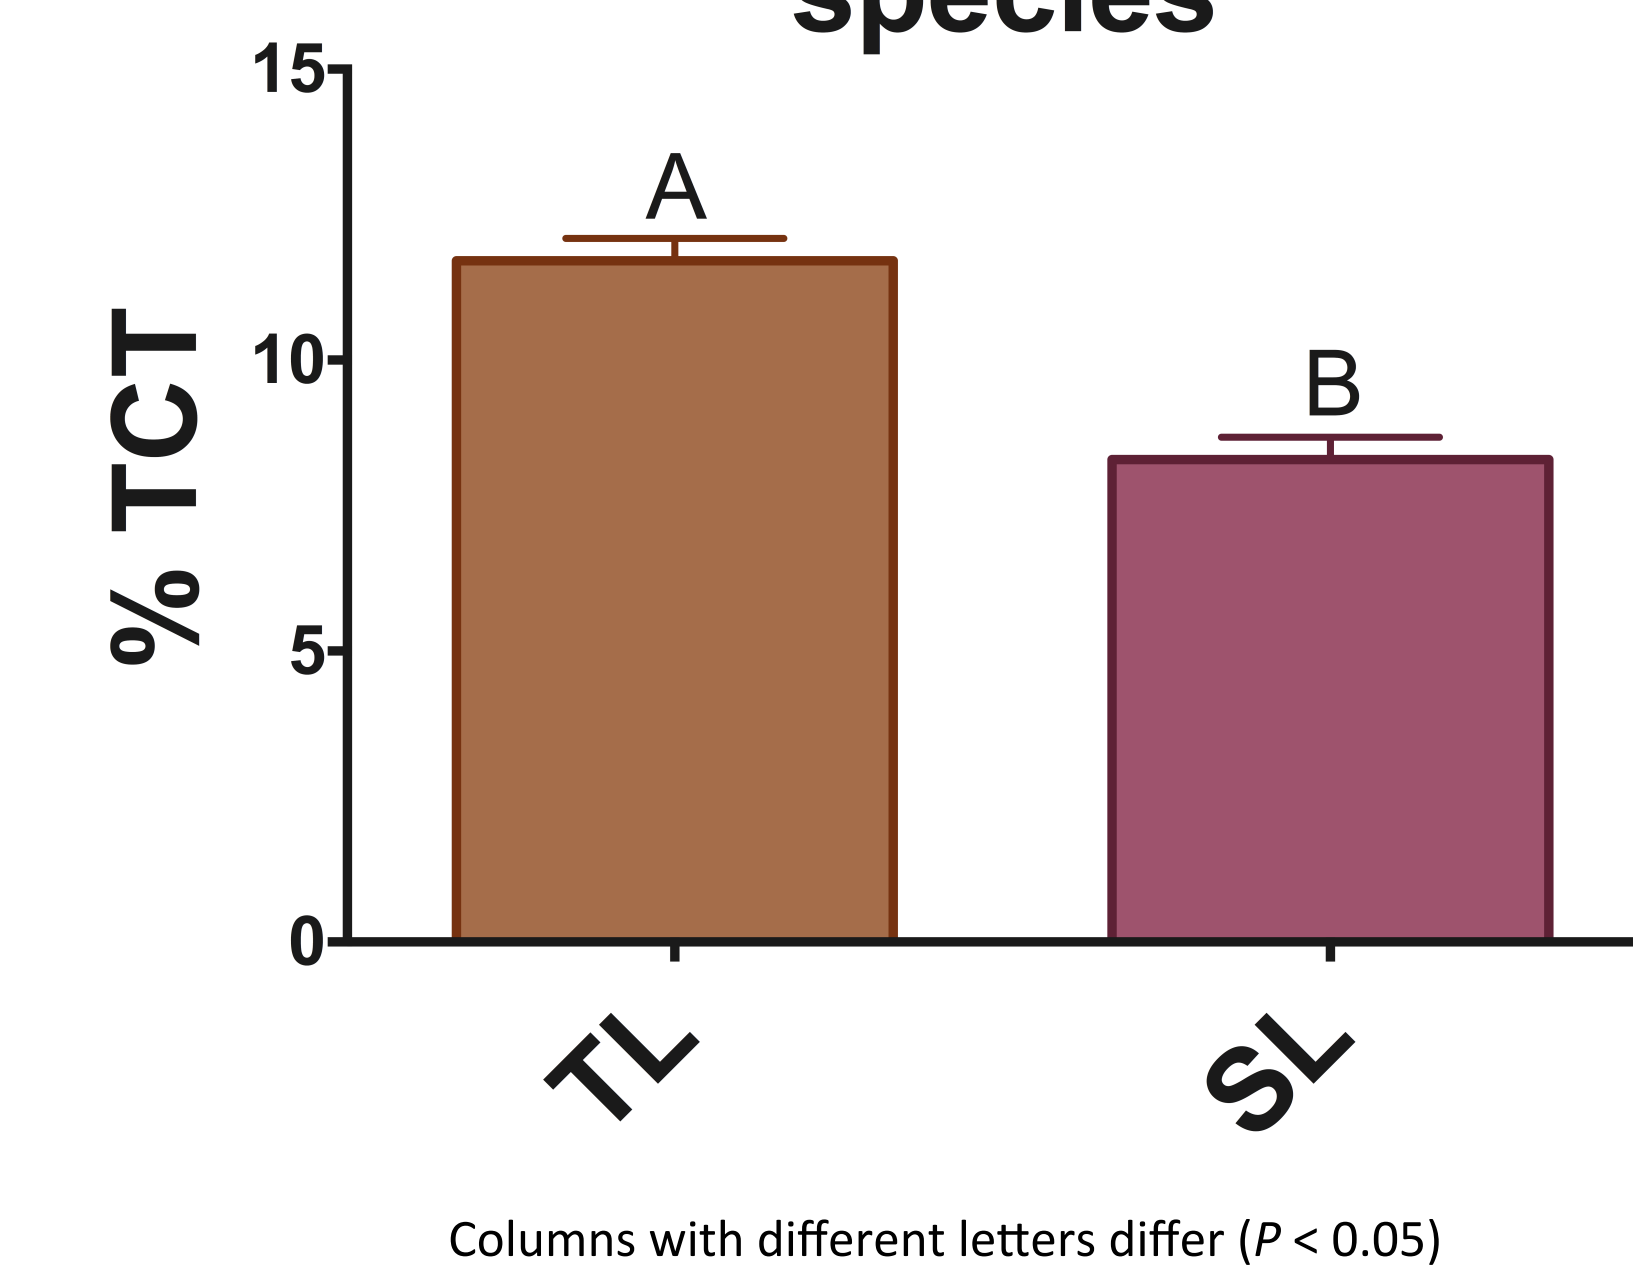 species
15
A
10
B
% TCT
5
0
TL
SL
Columns with different letters differ (P < 0.05)